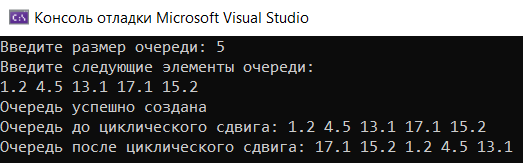 Консоль отладки Microsoft Visual Studio
Введите размер очереди: 5
Введите следующие элементы очереди:
1.2 4.5 13.1 17.1 15.2
Очередь успешно создана
Очередь до циклического сдвига: 1.2 4.5 13.1 17.1 15.2
Очередь после циклического сдвига: 17.1 15.2 1.2 4.5 13.1